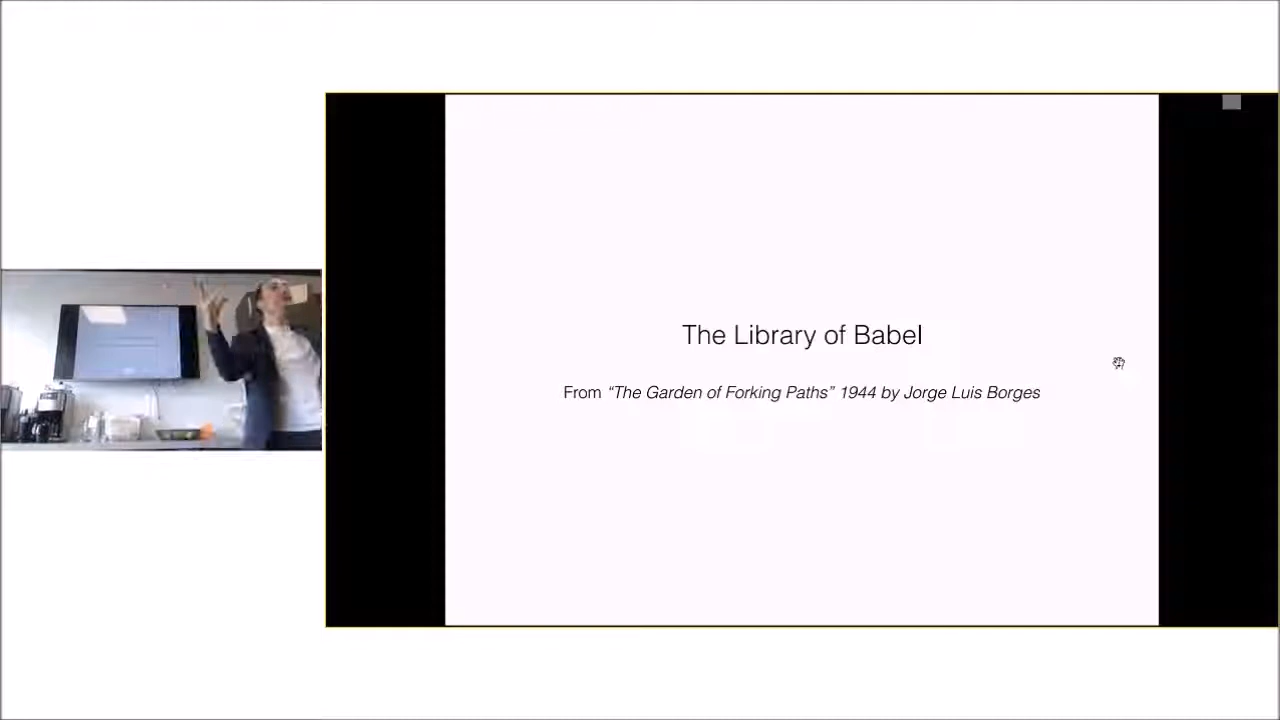 The Library of Babel
From “The Garden of Forking Paths” 1944 by Jorge Luis Borges